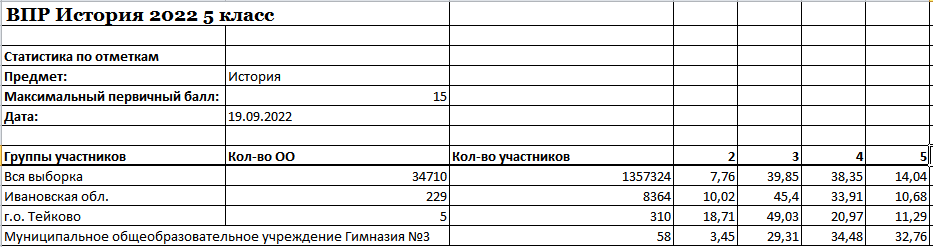 ВПР История 2022 5 класс
Статистика по отметкам
Предмет: История
Максимальный первичный балл: 15
Дата: 19.09.2022
Группы участников Кол-во ОО Кол-во участников 2 3 4 5
Вся выборка 34710 1357324 7,76 39,85 38,35 14,04
Ивановская обл. 229 8364 10,02 45,4 33,91 10,68
г.о. Тейково 5 310 18,71 49,03 20,97 11,29
Муниципальное общеобразовательное учреждение Гимназия №3 58 3,45 29,31 34,48 32,76